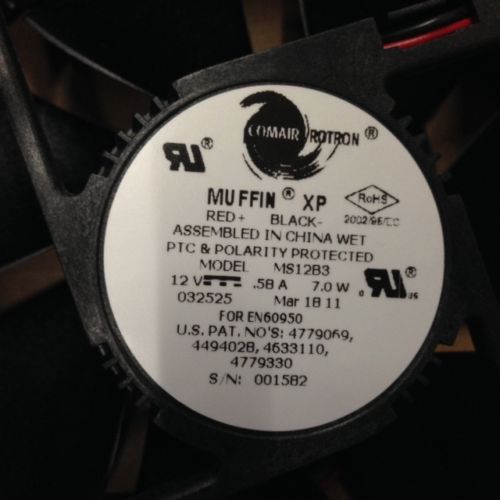 COMAIR ROTRON ®
®
MUFFIN ® XP
RoHS
2002/95/EC
RED + BLACK-
ASSEMBLED IN CHINA WET
PTC & POLARITY PROTECTED
MODEL MS12B3
12 V .58 A 7.0 W
032525 Mar 18 11
c US ®
FOR EN60950
U.S. PAT. NO'S: 4779069,
4494028, 4633110,
4779330
S/N: 001582